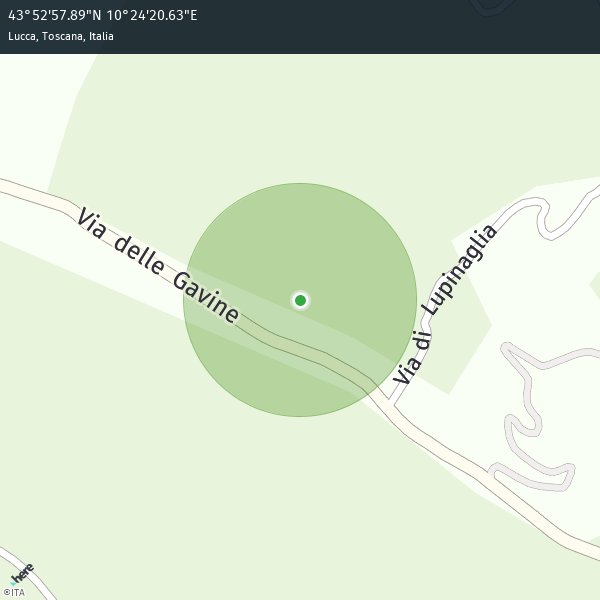 43°52'57.89"N 10°24'20.63"E
Lucca, Toscana, Italia
Via delle Gavine
Via di Lupinaglia
here
©ITA